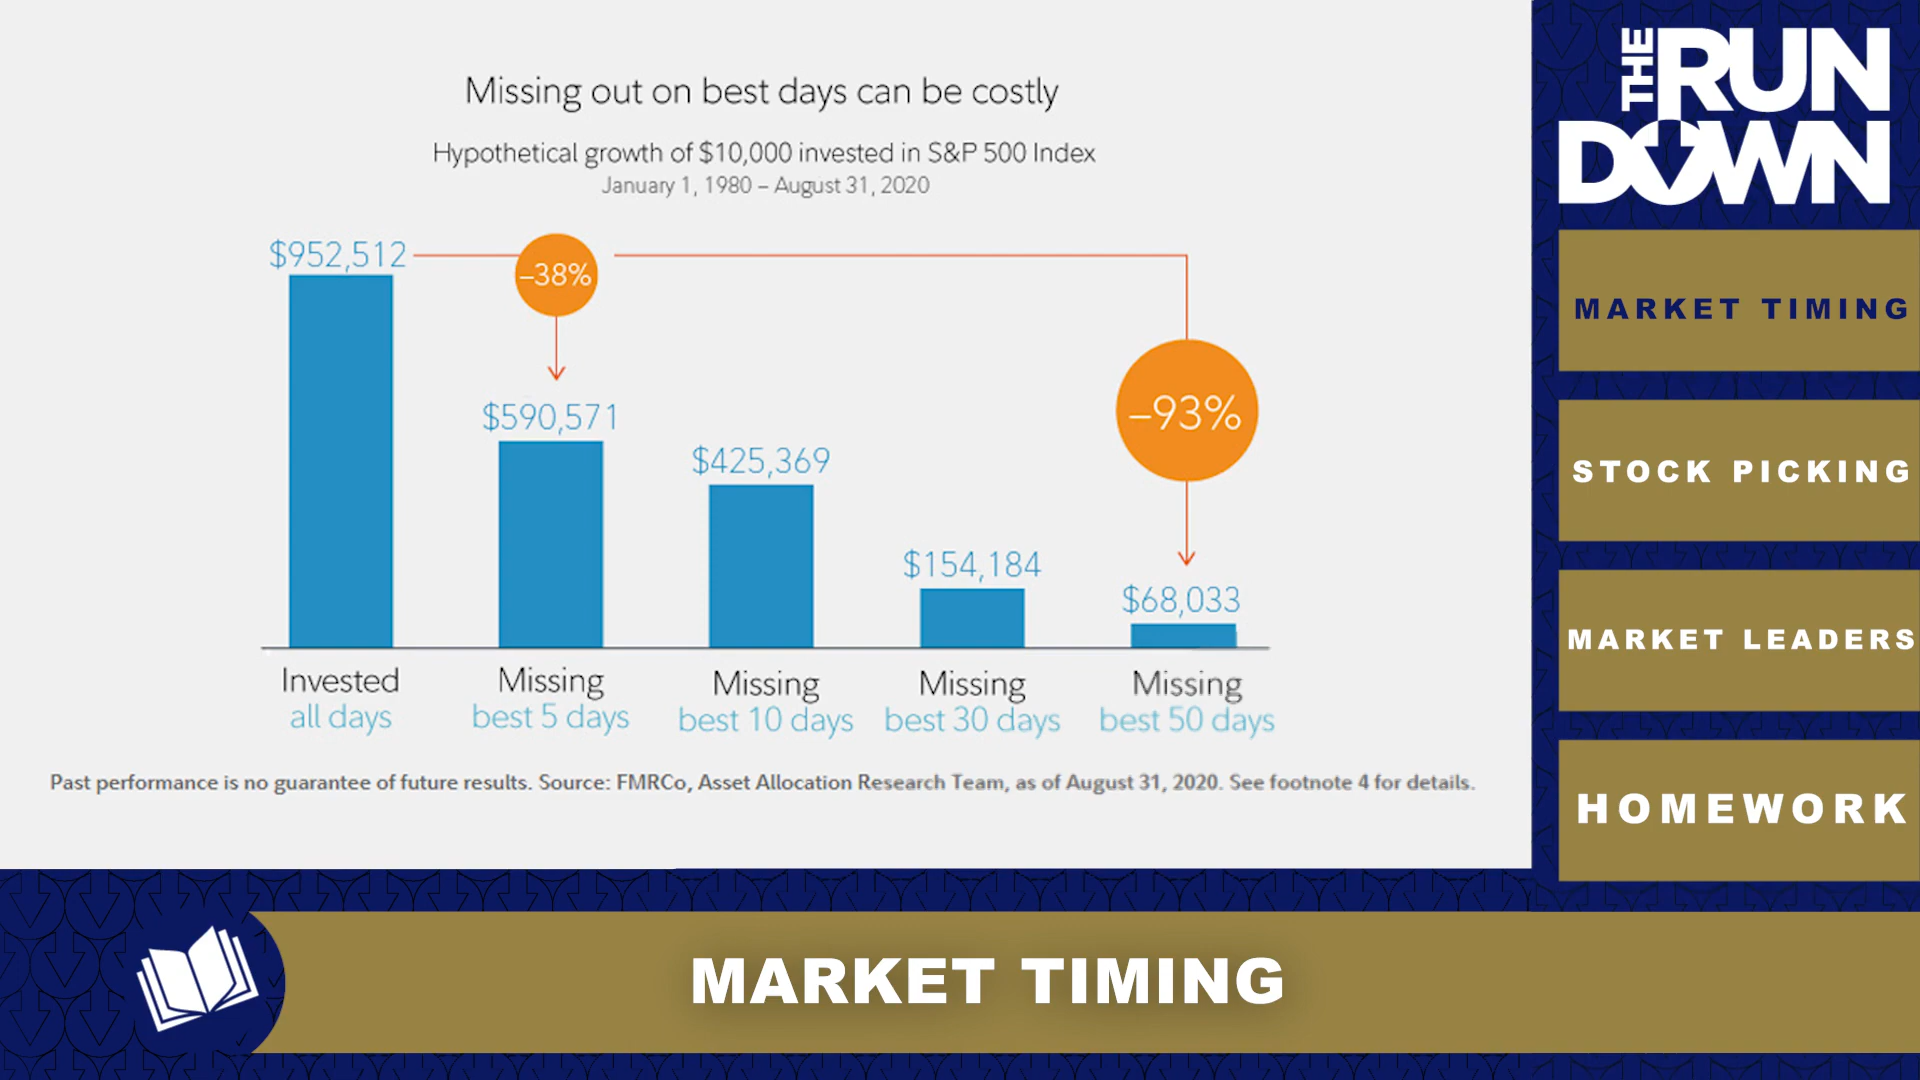 Missing out on best days can be costly
Hypothetical growth of $10,000 invested in S&P 500 Index
January 1, 1980 – August 31, 2020
$952,512
–38%
$590,571
$425,369
–93%
$154,184
$68,033
Invested
all days
Missing
best 5 days
Missing
best 10 days
Missing
best 30 days
Missing
best 50 days
Past performance is no guarantee of future results. Source: FMRCo, Asset Allocation Research Team, as of August 31, 2020. See footnote 4 for details.
THE RUN
DOWN
MARKET TIMING
STOCK PICKING
MARKET LEADERS
HOMEWORK
MARKET TIMING